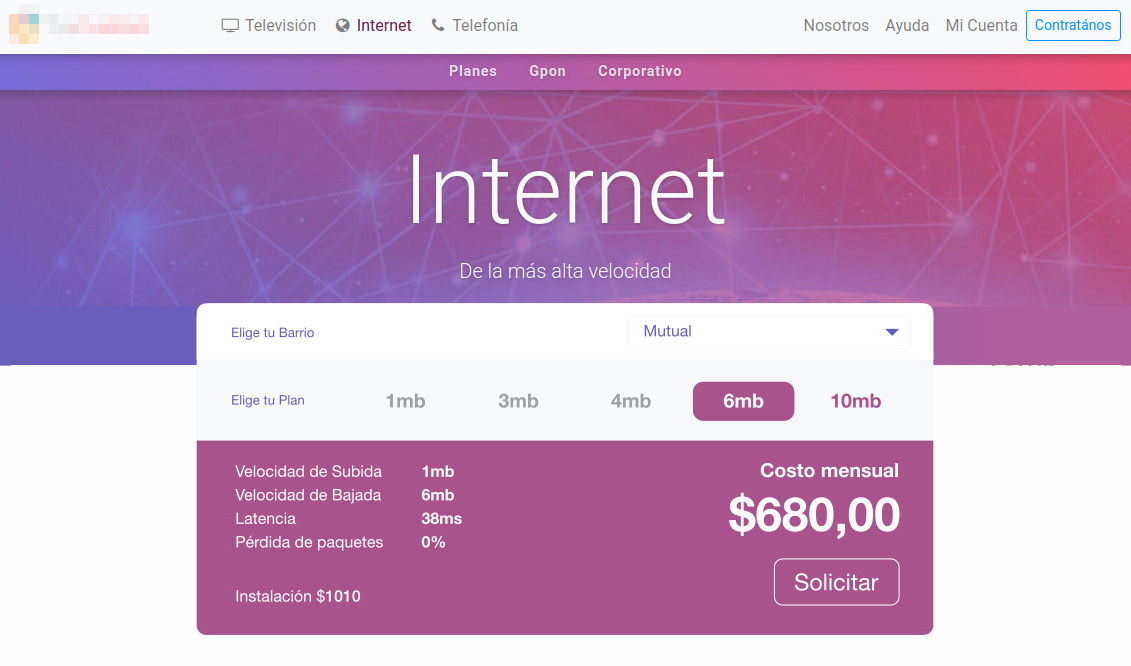 Televisión Internet Telefonía Nosotros Ayuda Mi Cuenta Contratános
Planes Gpon Corporativo
Internet
De la más alta velocidad
Elige tu Barrio Mutual
Elige tu Plan 1mb 3mb 4mb 6mb 10mb
Velocidad de Subida 1mb
Velocidad de Bajada 6mb
Latencia 38ms
Pérdida de paquetes 0%
Instalación $1010
Costo mensual
$680,00
Solicitar